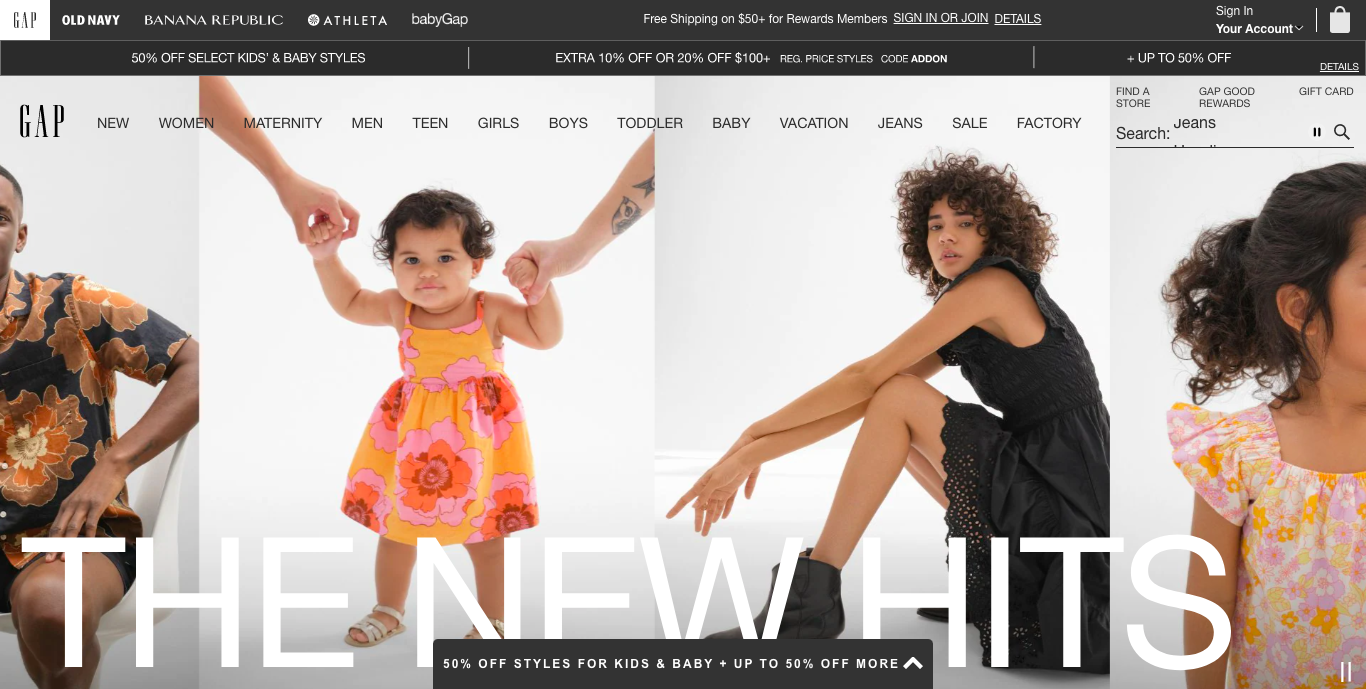 GAP
OLD NAVY
BANANA REPUBLIC
ATHLETA
babyGap
Free Shipping on $50+ for Rewards Members SIGN IN OR JOIN DETAILS
Sign In
Your Account
50% OFF SELECT KIDS' & BABY STYLES
EXTRA 10% OFF OR 20% OFF $100+ REG. PRICE STYLES CODE ADDON
+ UP TO 50% OFF
DETAILS
FIND A
STORE
GAP GOOD
REWARDS
GIFT CARD
GAP
NEW
WOMEN
MATERNITY
MEN
TEEN
GIRLS
BOYS
TODDLER
BABY
VACATION
JEANS
SALE
FACTORY
Search: Jeans
THE NEW HITS
50% OFF STYLES FOR KIDS & BABY + UP TO 50% OFF MORE